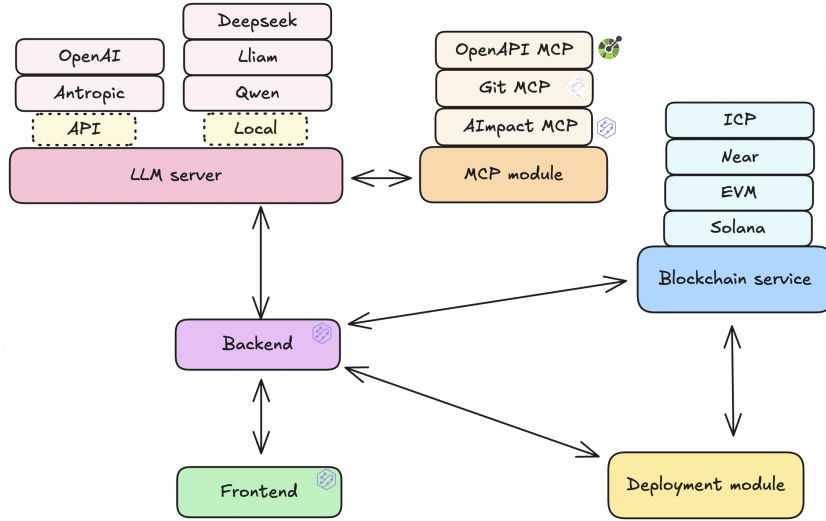 Deepseek
OpenAI
Lliam
Antropic
Qwen
API
Local
LLM server
OpenAPI MCP
Git MCP
AImpact MCP
MCP module
ICP
Near
EVM
Solana
Blockchain service
Backend
Frontend
Deployment module